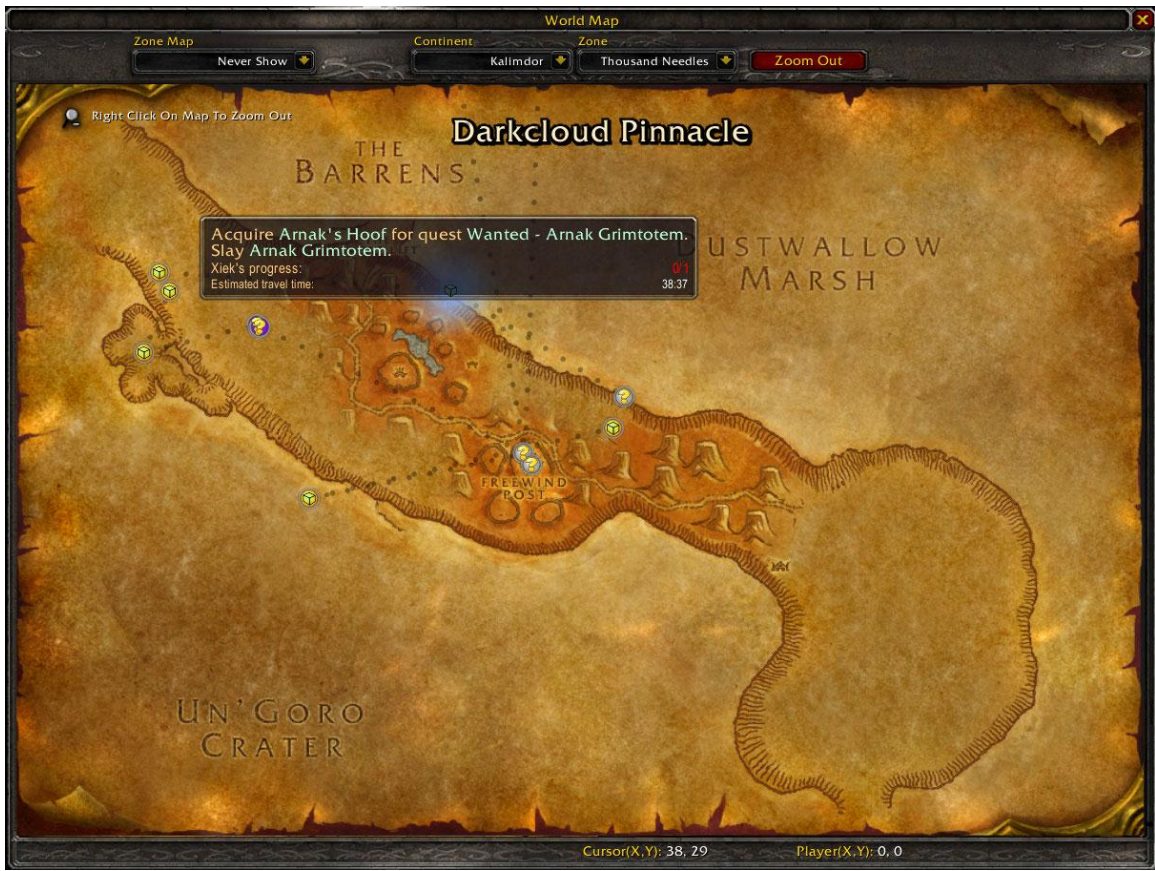 World Map
Zone Map
Continent
Zone
Never Show
Kalimdor
Thousand Needles
Zoom Out
Right Click On Map To Zoom Out
Darkcloud Pinnacle
THE
BARRENS
Acquire Arnak's Hoof for quest Wanted - Arnak Grimtotem.
Slay Arnak Grimtotem.
Xiek's progress: 0/1
Estimated travel time: 38:37
USTWALLOW
MARSH
FREEWIND
POST
UN'GORO
CRATER
Cursor(X,Y): 38, 29
Player(X,Y): 0, 0